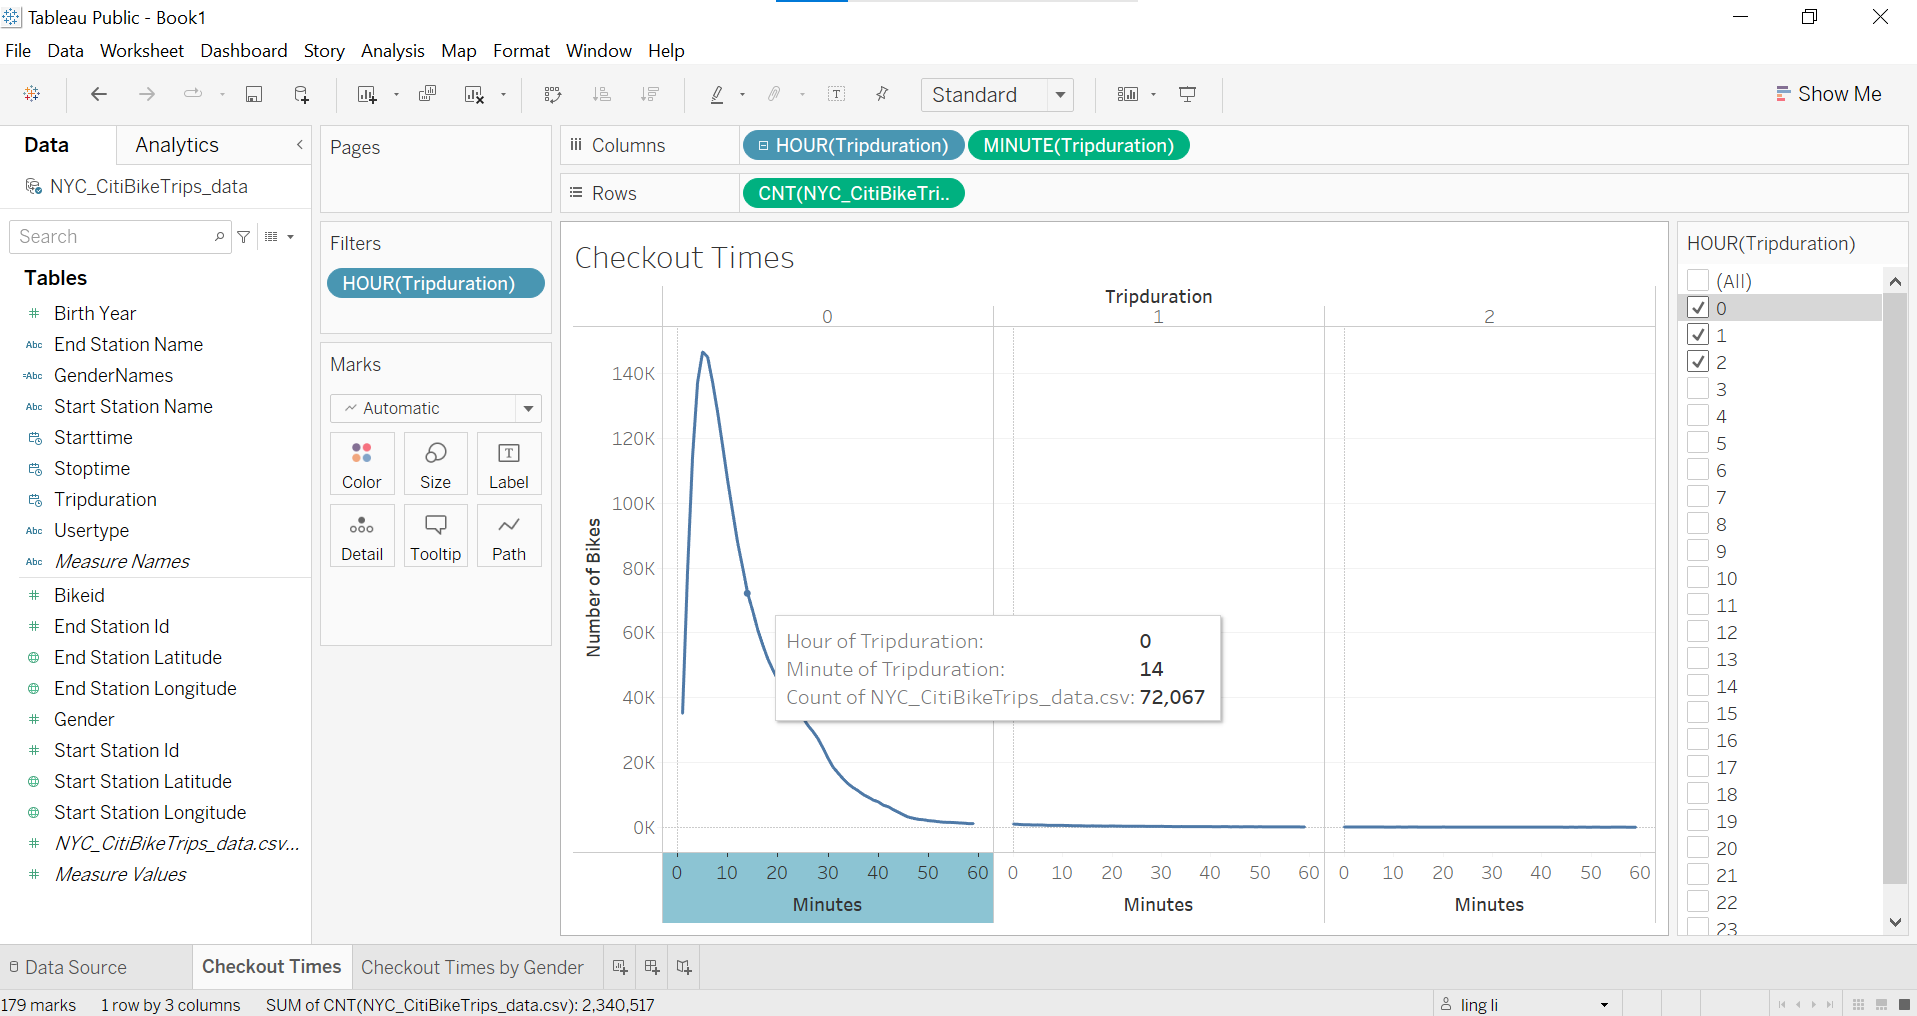 Tableau Public - Book1
File Data Worksheet Dashboard Story Analysis Map Format Window Help
Standard
Show Me
Data Analytics
NYC_CitiBikeTrips_data
Search
Tables
# Birth Year
Abc End Station Name
=Abc GenderNames
Abc Start Station Name
Starttime
Stoptime
Tripduration
Abc Usertype
Abc Measure Names
# Bikeid
# End Station Id
End Station Latitude
End Station Longitude
# Gender
# Start Station Id
Start Station Latitude
Start Station Longitude
# NYC_CitiBikeTrips_data.csv...
# Measure Values
Pages
Filters
HOUR(Tripduration)
Marks
Automatic
Color Size Label
Detail Tooltip Path
Columns HOUR(Tripduration) MINUTE(Tripduration)
Rows CNT(NYC_CitiBikeTri..
Checkout Times
Tripduration
0 1 2
Number of Bikes
140K
120K
100K
80K
60K
40K
20K
0K
Hour of Tripduration: 0
Minute of Tripduration: 14
Count of NYC_CitiBikeTrips_data.csv: 72,067
0 10 20 30 40 50 60 0 10 20 30 40 50 60 0 10 20 30 40 50 60
Minutes Minutes Minutes
HOUR(Tripduration)
(All)
0
1
2
3
4
5
6
7
8
9
10
11
12
13
14
15
16
17
18
19
20
21
22
23
Data Source Checkout Times Checkout Times by Gender
179 marks 1 row by 3 columns SUM of CNT(NYC_CitiBikeTrips_data.csv): 2,340,517
ling li